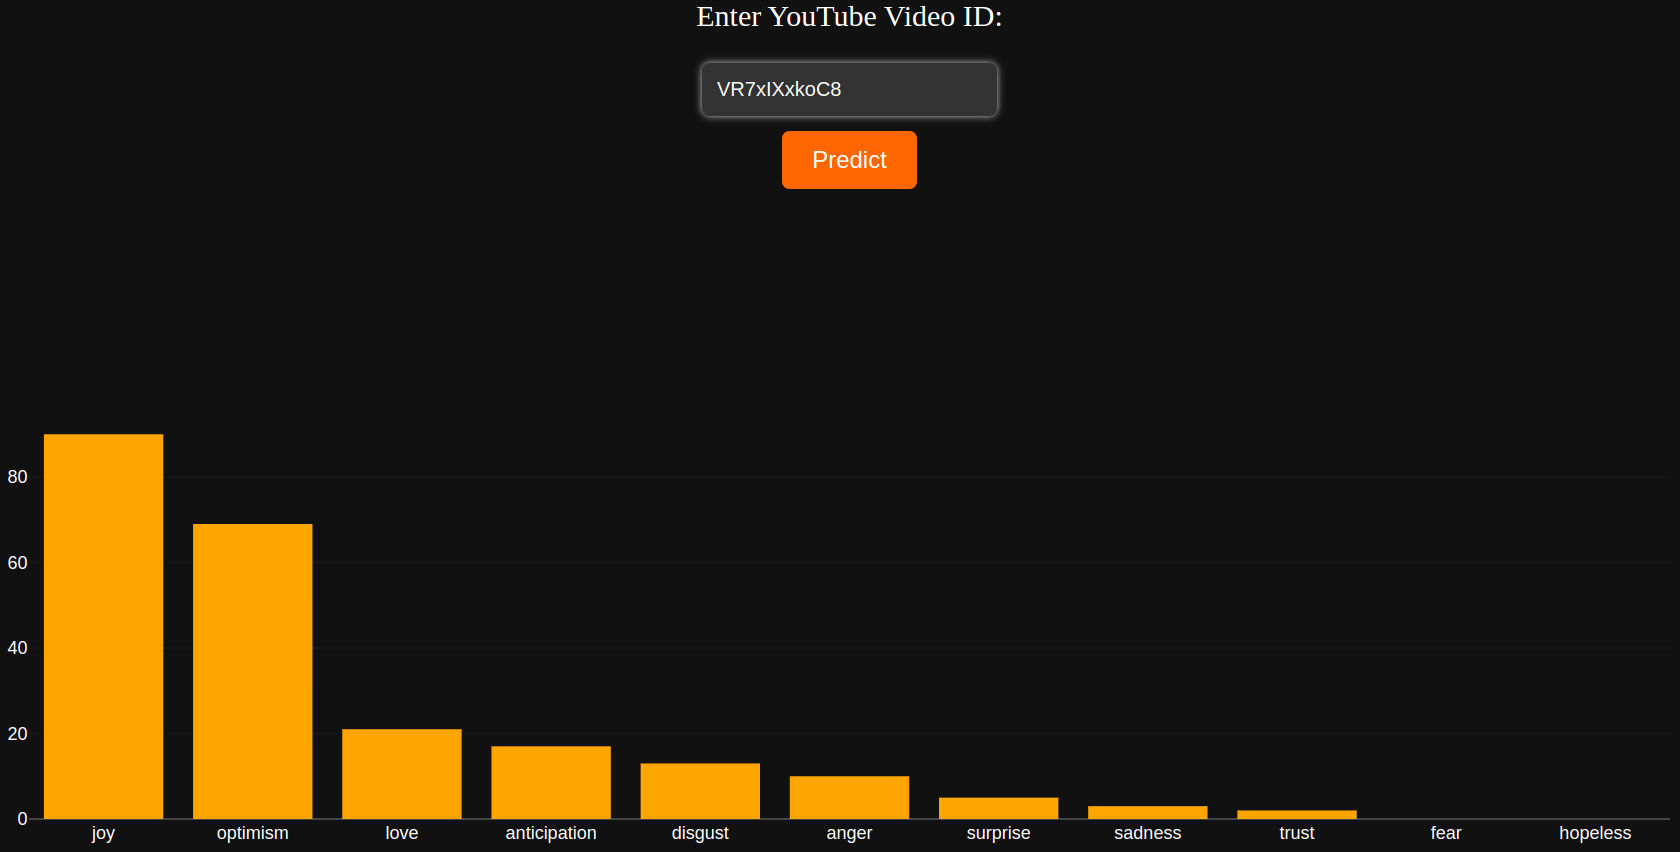 Enter YouTube Video ID:
VR7xIXxkoC8
Predict
80
60
40
20
0
joy optimism love anticipation disgust anger surprise sadness trust fear hopeless